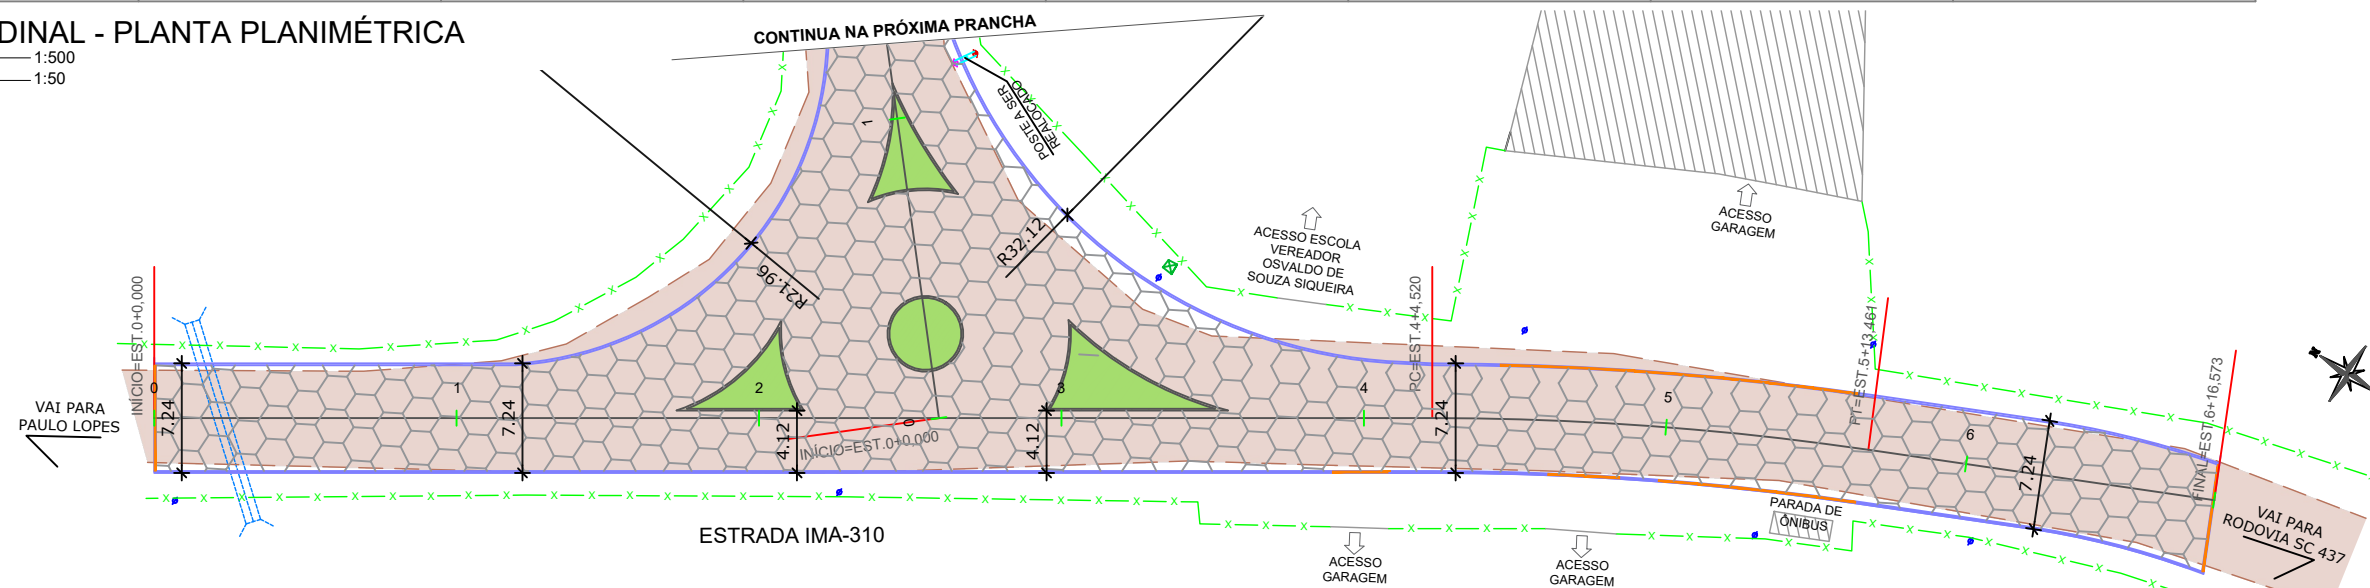 DINAL - PLANTA PLANIMÉTRICA
1:500
1:50
CONTINUA NA PRÓXIMA PRANCHA
POSTE A SER
REALOCADO
1
R21.96
R32.12
ACESSO ESCOLA
VEREADOR
OSVALDO DE
SOUZA SIQUEIRA
ACESSO
GARAGEM
INÍCIO=EST.0+0,000
PC=EST.4+4,520
PT=EST.5+13,461
FINAL=EST.6+16,573
VAI PARA
PAULO LOPES
0
1
2
3
4
5
6
7.24
7.24
4.12
INÍCIO=EST.0+0,000
0
4.12
7.24
7.24
ESTRADA IMA-310
PARADA DE
ÔNIBUS
VAI PARA
RODOVIA SC 437
ACESSO
GARAGEM
ACESSO
GARAGEM